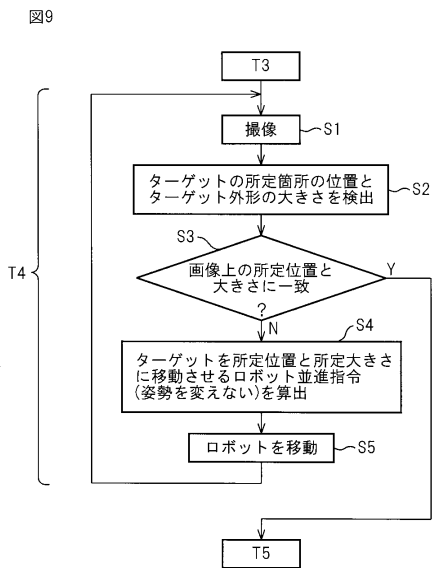 図9
T3
撮像
S1
ターゲットの所定箇所の位置と
ターゲット外形の大きさを検出
S2
S3
画像上の所定位置と
大きさに一致
?
Y
N
T4
S4
ターゲットを所定位置と所定大きさ
に移動させるロボット並進指令
(姿勢を変えない)を算出
ロボットを移動
S5
T5